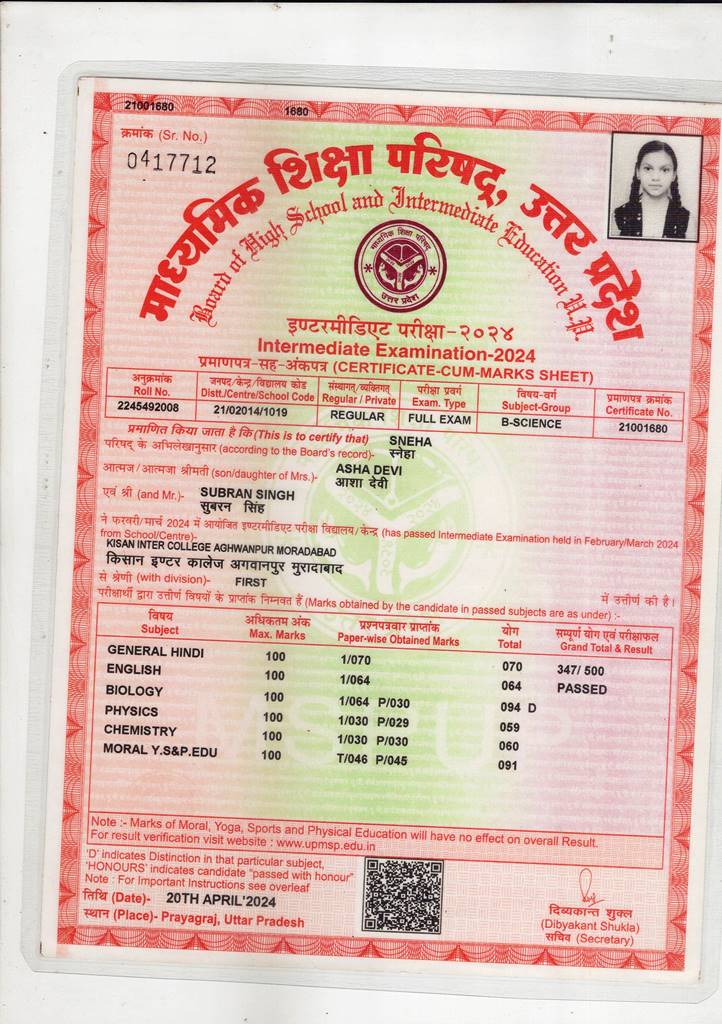 21001680 1680
क्रमांक (Sr. No.)
0417712
माध्यमिक शिक्षा परिषद्, उत्तर प्रदेश
Board of High School and Intermediate Education U.P.
माध्यमिक शिक्षा परिषद्
उत्तर प्रदेश
इण्टरमीडिएट परीक्षा-२०२४
Intermediate Examination-2024
प्रमाणपत्र-सह-अंकपत्र (CERTIFICATE-CUM-MARKS SHEET)
अनुक्रमांक जनपद/केन्द्र/विद्यालय कोड संस्थागत/व्यक्तिगत परीक्षा प्रवर्ग विषय-वर्ग प्रमाणपत्र क्रमांक
Roll No. Distt./Centre/School Code Regular / Private Exam. Type Subject-Group Certificate No.
2245492008 21/02014/1019 REGULAR FULL EXAM B-SCIENCE 21001680
प्रमाणित किया जाता है कि (This is to certify that) SNEHA
परिषद के अभिलेखानुसार (according to the Board's record)- स्नेहा
आत्मज/आत्मजा श्रीमती (son/daughter of Mrs.)- ASHA DEVI
आशा देवी
एवं श्री (and Mr.)- SUBRAN SINGH
सुबरन सिंह
ने फरवरी/मार्च 2024 में आयोजित इण्टरमीडिएट परीक्षा विद्यालय/केन्द्र (has passed Intermediate Examination held in February/March 2024
from School/Centre)-
KISAN INTER COLLEGE AGHWANPUR MORADABAD
किसान इण्टर कालेज अगवानपुर मुरादाबाद
से श्रेणी (with division)- FIRST में उत्तीर्ण की है।
परीक्षार्थी द्वारा उत्तीर्ण विषयों के प्राप्तांक निम्नवत हैं (Marks obtained by the candidate in passed subjects are as under) :-
विषय अधिकतम अंक प्रश्नपत्रवार प्राप्तांक योग सम्पूर्ण योग एवं परीक्षाफल
Subject Max. Marks Paper-wise Obtained Marks Total Grand Total & Result
GENERAL HINDI 100 1/070 070 347/ 500
ENGLISH 100 1/064 064 PASSED
BIOLOGY 100 1/064 P/030 094 D
PHYSICS 100 1/030 P/029 059
CHEMISTRY 100 1/030 P/030 060
MORAL Y.S&P.EDU 100 T/046 P/045 091
Note :- Marks of Moral, Yoga, Sports and Physical Education will have no effect on overall Result.
For result verification visit website : www.upmsp.edu.in
'D' indicates Distinction in that particular subject,
'HONOURS' indicates candidate "passed with honour"
Note : For Important Instructions see overleaf
तिथि (Date)- 20TH APRIL'2024
स्थान (Place)- Prayagraj, Uttar Pradesh
दिव्यकान्त शुक्ल
(Dibyakant Shukla)
सचिव (Secretary)